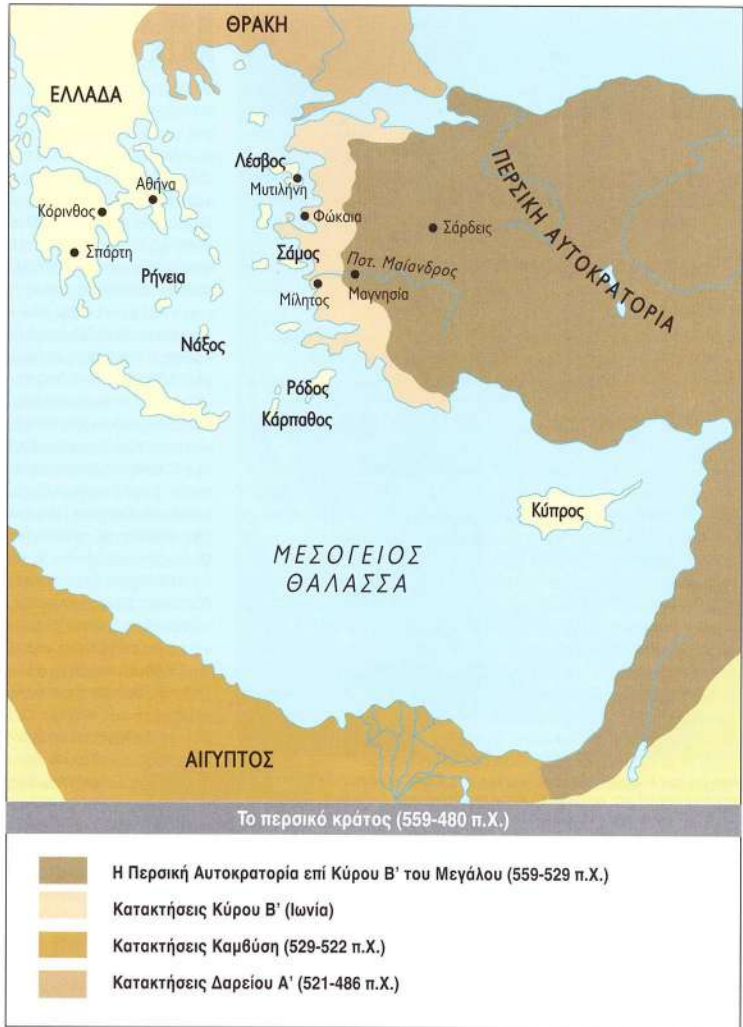 ΘΡΑΚΗ
ΕΛΛΑΔΑ
Λέσβος
Μυτιλήνη
Αθήνα
Κόρινθος
Φώκαια
Σάρδεις
ΠΕΡΣΙΚΗ ΑΥΤΟΚΡΑΤΟΡΙΑ
Σπάρτη
Σάμος
Ποτ. Μαίανδρος
Ρήνεια
Μίλητος
Μαγνησία
Νάξος
Ρόδος
Κάρπαθος
Κύπρος
ΜΕΣΟΓΕΙΟΣ
ΘΑΛΑΣΣΑ
ΑΙΓΥΠΤΟΣ
Το περσικό κράτος (559-480 π.Χ.)
Η Περσική Αυτοκρατορία επί Κύρου Β' του Μεγάλου (559-529 π.Χ.)
Κατακτήσεις Κύρου Β' (Ιωνία)
Κατακτήσεις Καμβύση (529-522 π.Χ.)
Κατακτήσεις Δαρείου Α' (521-486 π.Χ.)